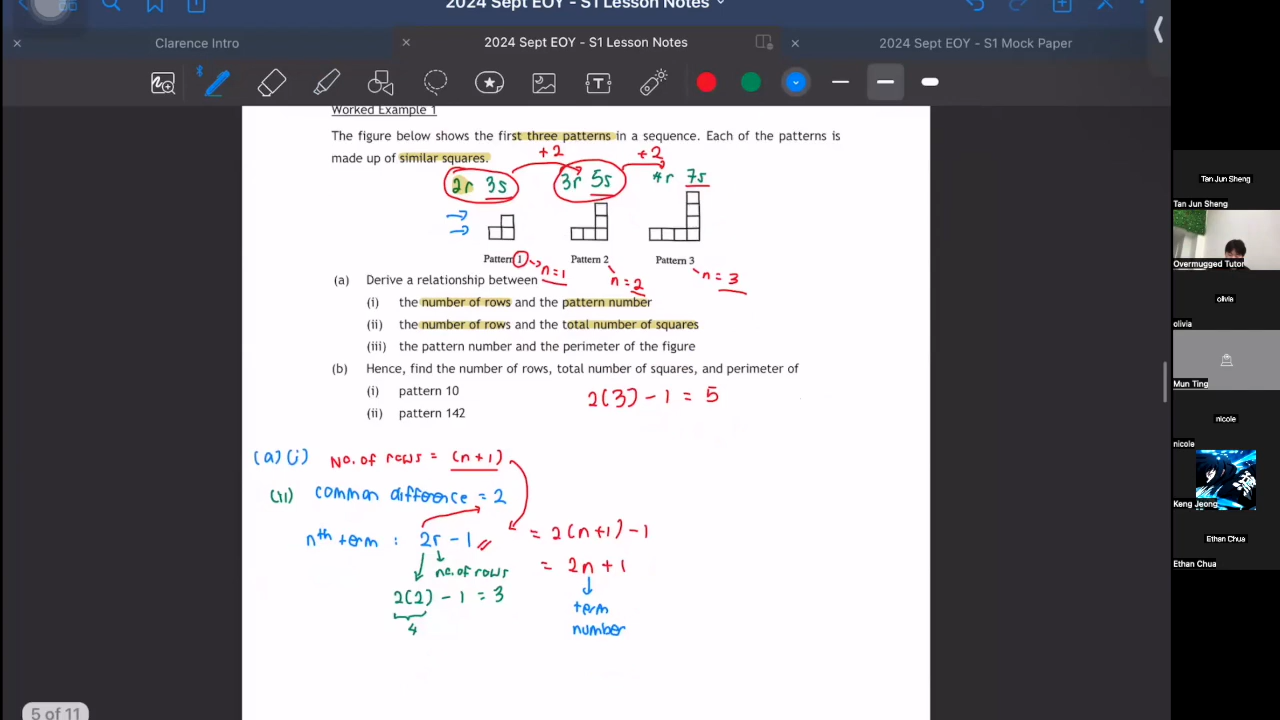 2024 Sept EOY - S1 Lesson Notes
Clarence Intro
2024 Sept EOY - S1 Lesson Notes
2024 Sept EOY - S1 Mock Paper
Worked Example 1
The figure below shows the first three patterns in a sequence. Each of the patterns is
made up of similar squares.
+2
+2
2r 3s
3r 5s
4r 7s
Pattern 1
Pattern 2
Pattern 3
n=1
n = 2
n = 3
(a) Derive a relationship between
(i) the number of rows and the pattern number
(ii) the number of rows and the total number of squares
(iii) the pattern number and the perimeter of the figure
(b) Hence, find the number of rows, total number of squares, and perimeter of
(i) pattern 10
(ii) pattern 142
2(3) - 1 = 5
(a)(i) No. of rows = (n+1)
(ii) common difference = 2
nth term : 2r - 1
= 2(n+1) - 1
no. of rows
= 2n + 1
2(2) - 1 = 3
4
term
number
5 of 11
Tan Jun Sheng
Tan Jun Sheng
Overmugged Tutor
olivia
olivia
Mun Ting
nicole
nicole
Keng Jeong
Ethan Chua
Ethan Chua